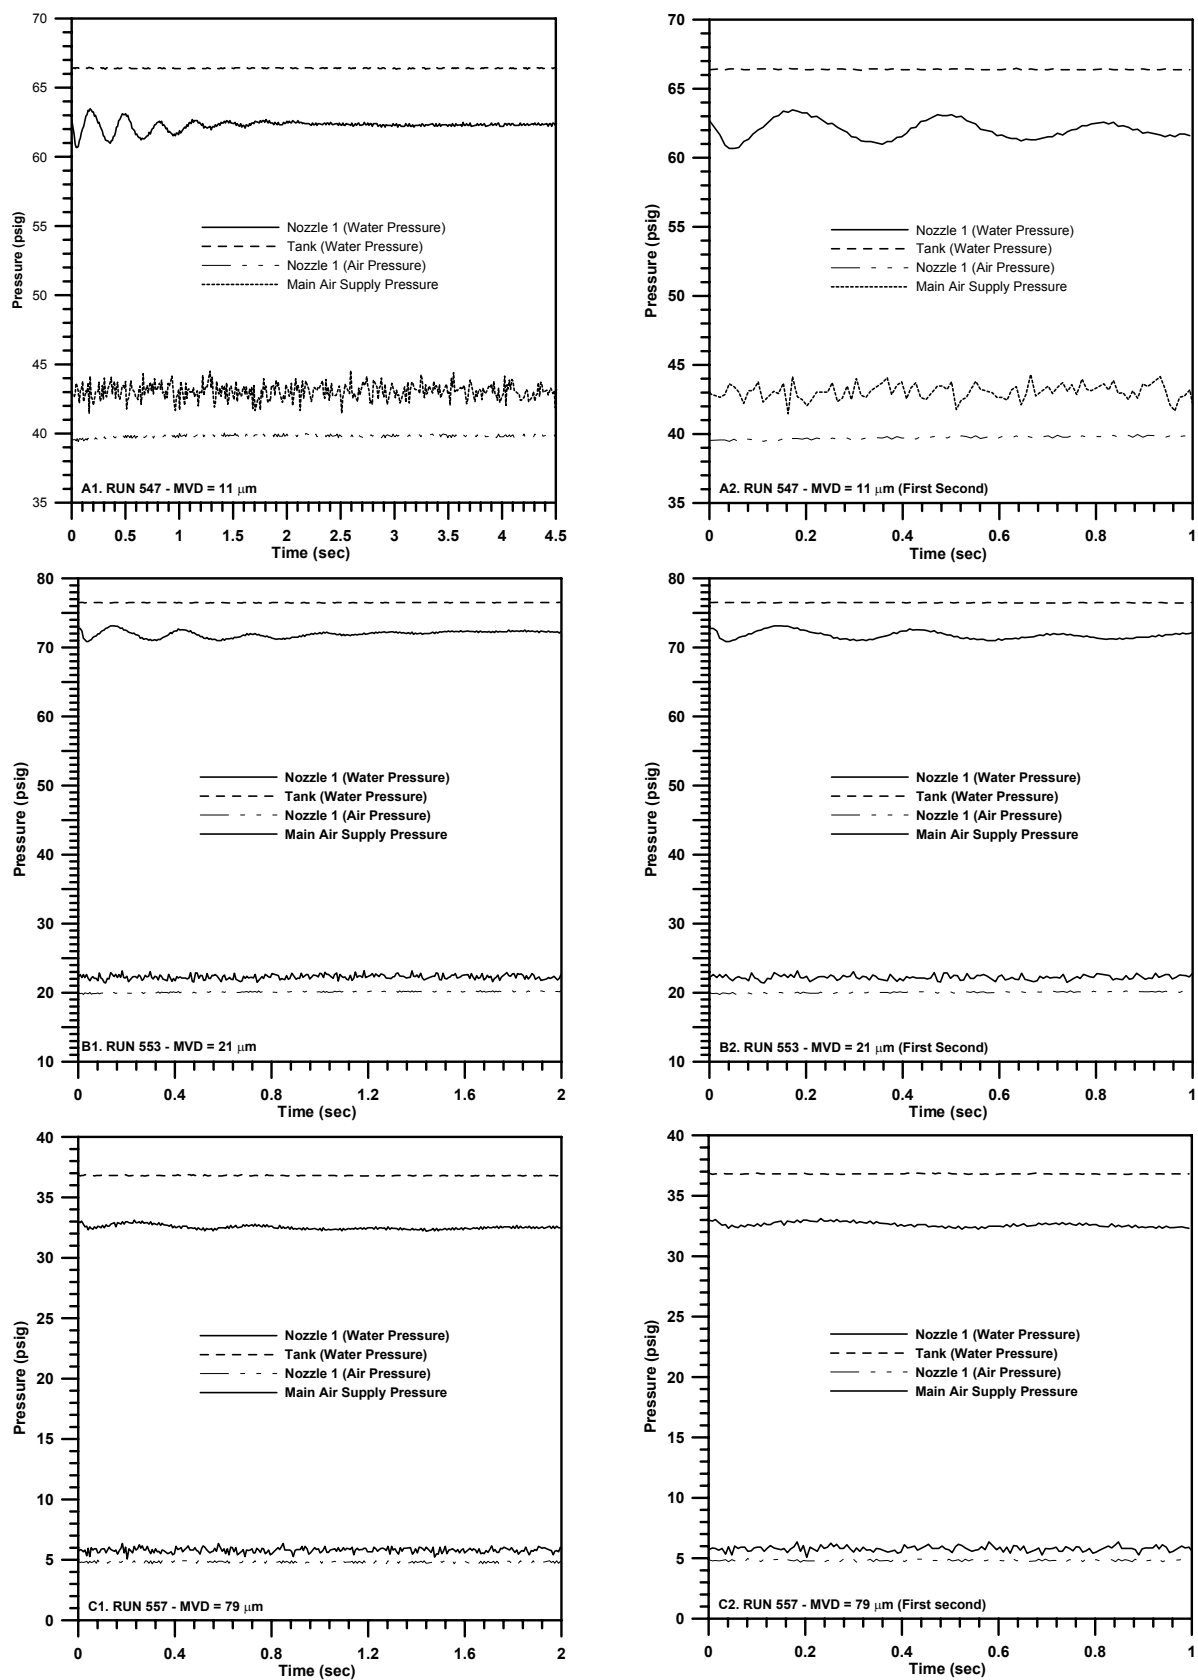 70
65
60
55
50
45
40
35
Pressure (psig)
Nozzle 1 (Water Pressure)
Tank (Water Pressure)
Nozzle 1 (Air Pressure)
Main Air Supply Pressure
A1. RUN 547 - MVD = 11 μm
0 0.5 1 1.5 2 2.5 3 3.5 4 4.5
Time (sec)
70
65
60
55
50
45
40
35
Pressure (psig)
Nozzle 1 (Water Pressure)
Tank (Water Pressure)
Nozzle 1 (Air Pressure)
Main Air Supply Pressure
A2. RUN 547 - MVD = 11 μm (First Second)
0 0.2 0.4 0.6 0.8 1
Time (sec)
80
70
60
50
40
30
20
10
Pressure (psig)
Nozzle 1 (Water Pressure)
Tank (Water Pressure)
Nozzle 1 (Air Pressure)
Main Air Supply Pressure
B1. RUN 553 - MVD = 21 μm
0 0.4 0.8 1.2 1.6 2
Time (sec)
80
70
60
50
40
30
20
10
Pressure (psig)
Nozzle 1 (Water Pressure)
Tank (Water Pressure)
Nozzle 1 (Air Pressure)
Main Air Supply Pressure
B2. RUN 553 - MVD = 21 μm (First Second)
0 0.2 0.4 0.6 0.8 1
Time (sec)
40
35
30
25
20
15
10
5
0
Pressure (psig)
Nozzle 1 (Water Pressure)
Tank (Water Pressure)
Nozzle 1 (Air Pressure)
Main Air Supply Pressure
C1. RUN 557 - MVD = 79 μm
0 0.4 0.8 1.2 1.6 2
Time (sec)
40
35
30
25
20
15
10
5
0
Pressure (psig)
Nozzle 1 (Water Pressure)
Tank (Water Pressure)
Nozzle 1 (Air Pressure)
Main Air Supply Pressure
C2. RUN 557 - MVD = 79 μm (First second)
0 0.2 0.4 0.6 0.8 1
Time (sec)